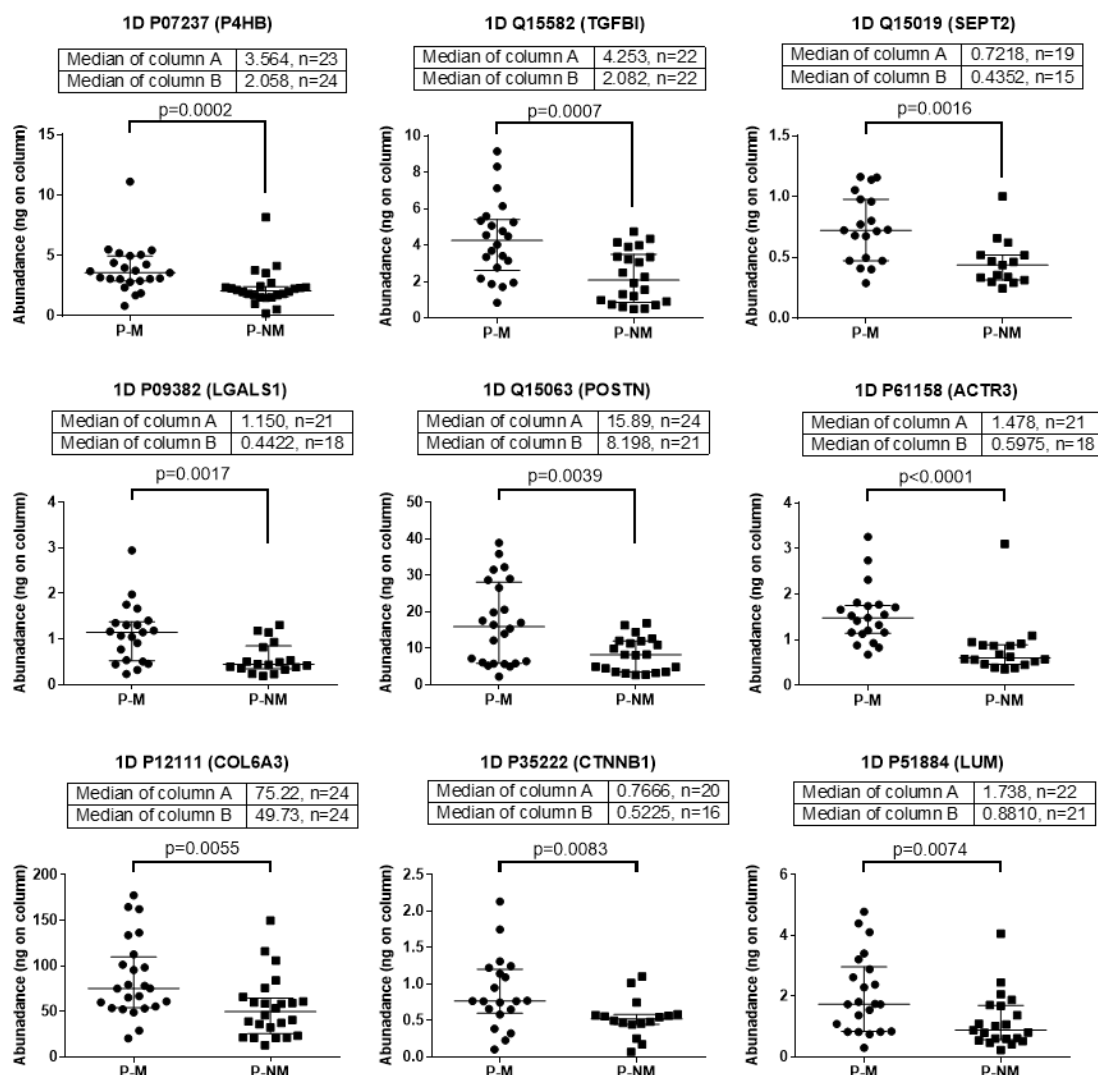 1D P07237 (P4HB)
Median of column A 3.564, n=23
Median of column B 2.058, n=24
p=0.0002
Abunadance (ng on column)
15
10
5
0
P-M P-NM
1D Q15582 (TGFBI)
Median of column A 4.253, n=22
Median of column B 2.082, n=22
p=0.0007
Abunadance (ng on column)
10
8
6
4
2
0
P-M P-NM
1D Q15019 (SEPT2)
Median of column A 0.7218, n=19
Median of column B 0.4352, n=15
p=0.0016
Abunadance (ng on column)
1.5
1.0
0.5
0.0
P-M P-NM
1D P09382 (LGALS1)
Median of column A 1.150, n=21
Median of column B 0.4422, n=18
p=0.0017
Abunadance (ng on column)
4
3
2
1
0
P-M P-NM
1D Q15063 (POSTN)
Median of column A 15.89, n=24
Median of column B 8.198, n=21
p=0.0039
Abunadance (ng on column)
50
40
30
20
10
0
P-M P-NM
1D P61158 (ACTR3)
Median of column A 1.478, n=21
Median of column B 0.5975, n=18
p<0.0001
Abunadance (ng on column)
4
3
2
1
0
P-M P-NM
1D P12111 (COL6A3)
Median of column A 75.22, n=24
Median of column B 49.73, n=24
p=0.0055
Abunadance (ng on column)
200
150
100
50
0
P-M P-NM
1D P35222 (CTNNB1)
Median of column A 0.7666, n=20
Median of column B 0.5225, n=16
p=0.0083
Abunadance (ng on column)
2.5
2.0
1.5
1.0
0.5
0.0
P-M P-NM
1D P51884 (LUM)
Median of column A 1.738, n=22
Median of column B 0.8810, n=21
p=0.0074
Abunadance (ng on column)
6
4
2
0
P-M P-NM